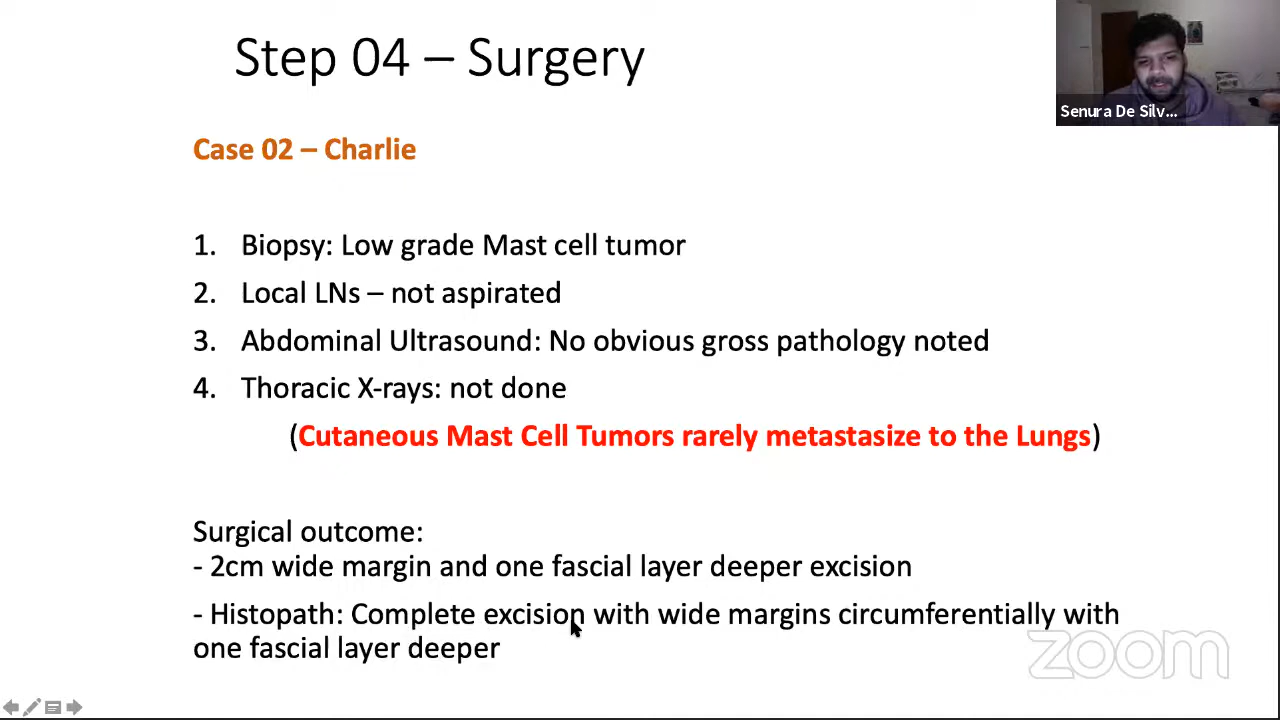 Step 04 – Surgery
Senura De Silv...
Case 02 – Charlie
1. Biopsy: Low grade Mast cell tumor
2. Local LNs – not aspirated
3. Abdominal Ultrasound: No obvious gross pathology noted
4. Thoracic X-rays: not done
(Cutaneous Mast Cell Tumors rarely metastasize to the Lungs)
Surgical outcome:
- 2cm wide margin and one fascial layer deeper excision
- Histopath: Complete excision with wide margins circumferentially with
one fascial layer deeper
zoom